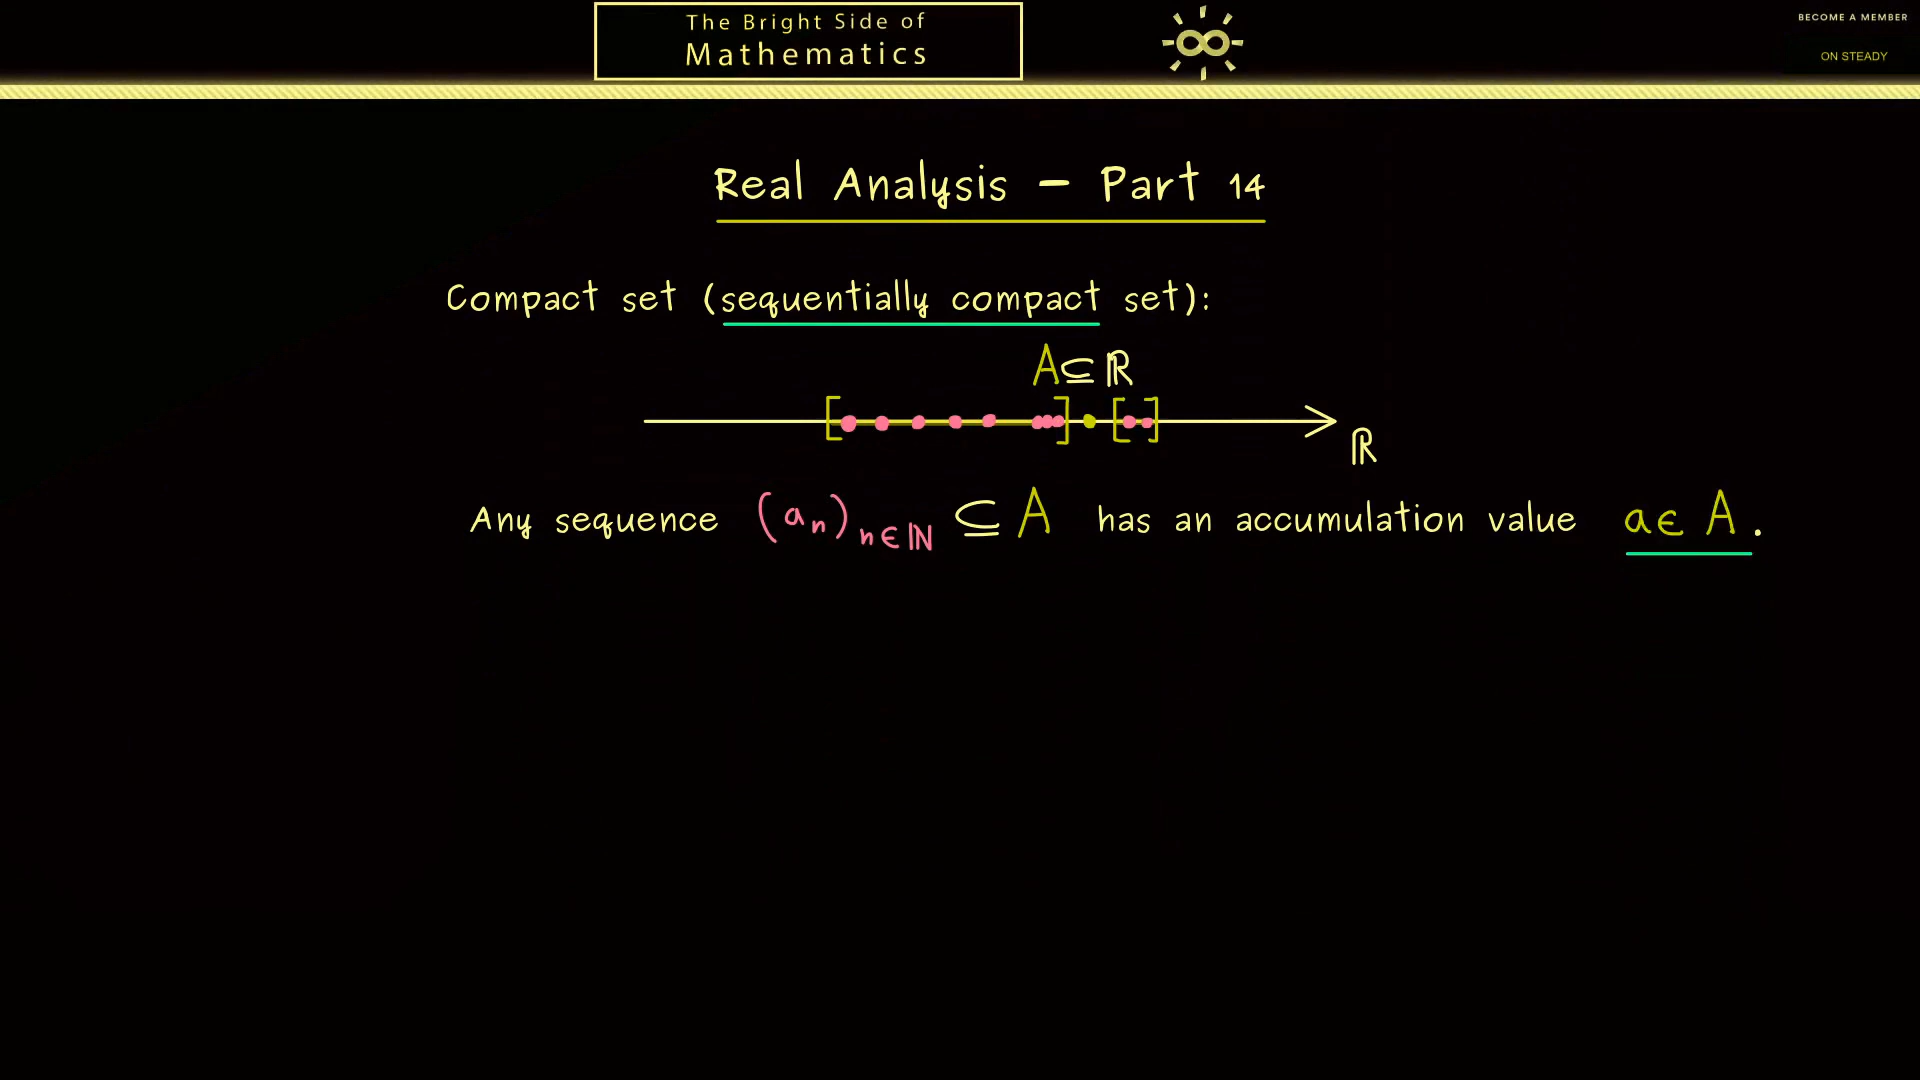 The Bright Side of
Mathematics
BECOME A MEMBER
ON STEADY
Real Analysis – Part 14
Compact set (sequentially compact set):
A ⊆ ℝ
[ ] [ ]
ℝ
Any sequence (aₙ)ₙ∈ℕ ⊆ A has an accumulation value a ∈ A.